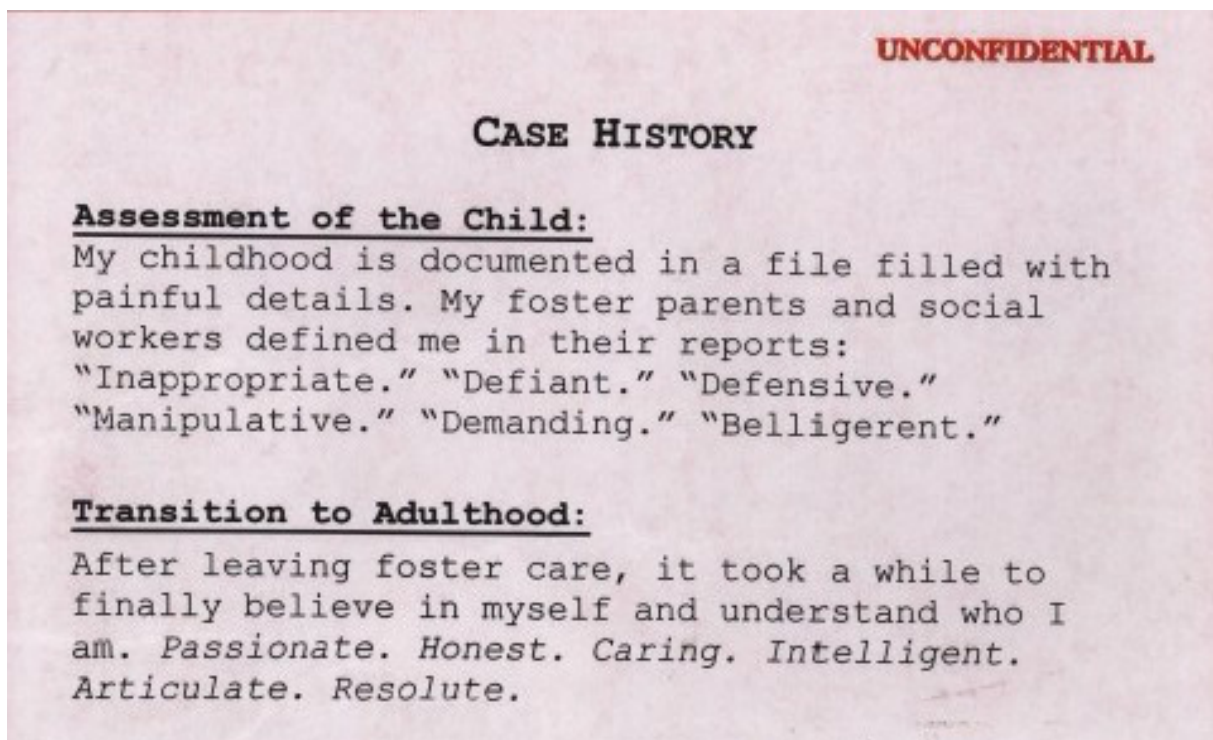 UNCONFIDENTIAL
CASE HISTORY
Assessment of the Child:
My childhood is documented in a file filled with
painful details. My foster parents and social
workers defined me in their reports:
“Inappropriate.” “Defiant.” “Defensive.”
“Manipulative.” “Demanding.” “Belligerent.”
Transition to Adulthood:
After leaving foster care, it took a while to
finally believe in myself and understand who I
am. Passionate. Honest. Caring. Intelligent.
Articulate. Resolute.